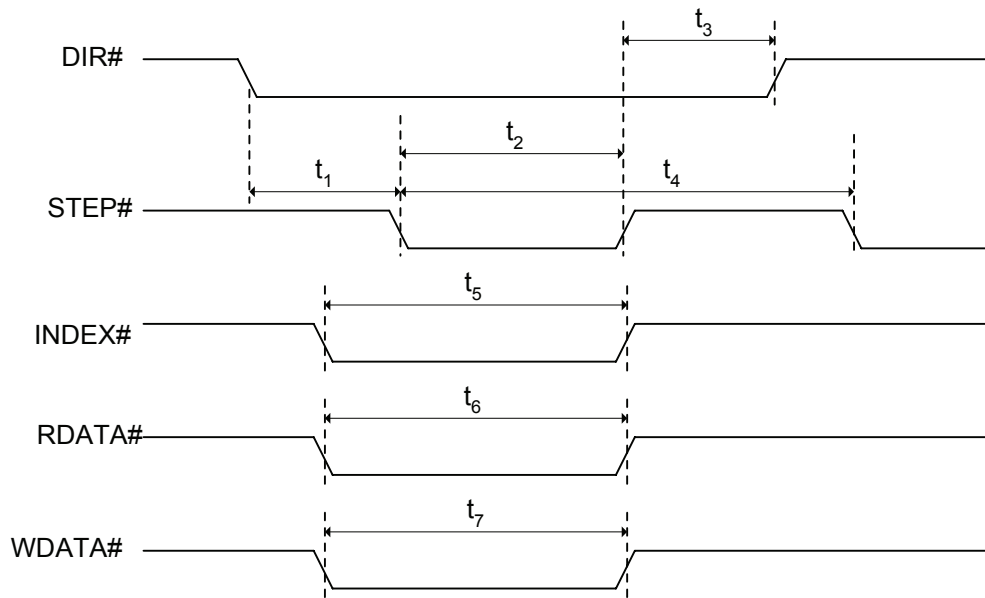 t3
DIR#
t2
t1
t4
STEP#
t5
INDEX#
t6
RDATA#
t7
WDATA#